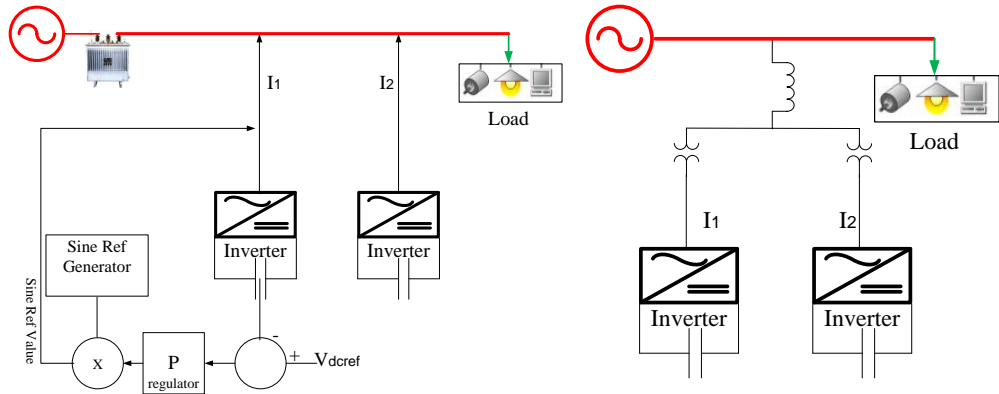 I1
I2
Load
Inverter
Inverter
Sine Ref
Generator
Sine Ref Value
X
P
regulator
-
+
Vdcref
Load
I1
I2
Inverter
Inverter